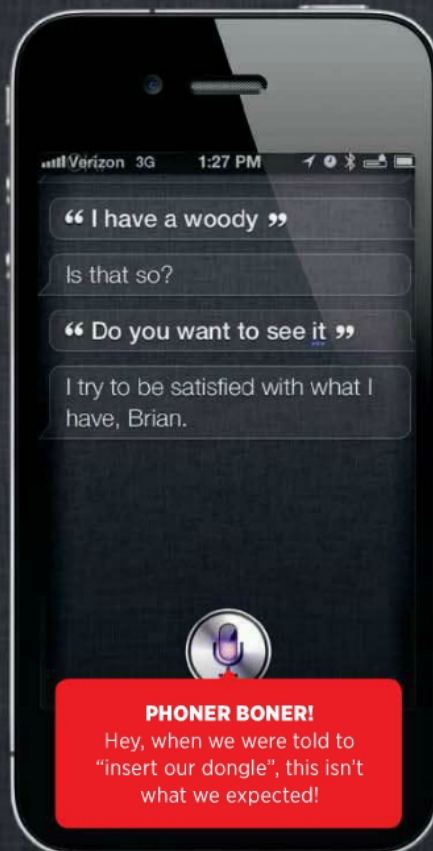 Verizon 3G 1:27 PM
“ I have a woody ”
Is that so?
“ Do you want to see it ”
I try to be satisfied with what I
have, Brian.
PHONER BONER!
Hey, when we were told to
“insert our dongle”, this isn’t
what we expected!